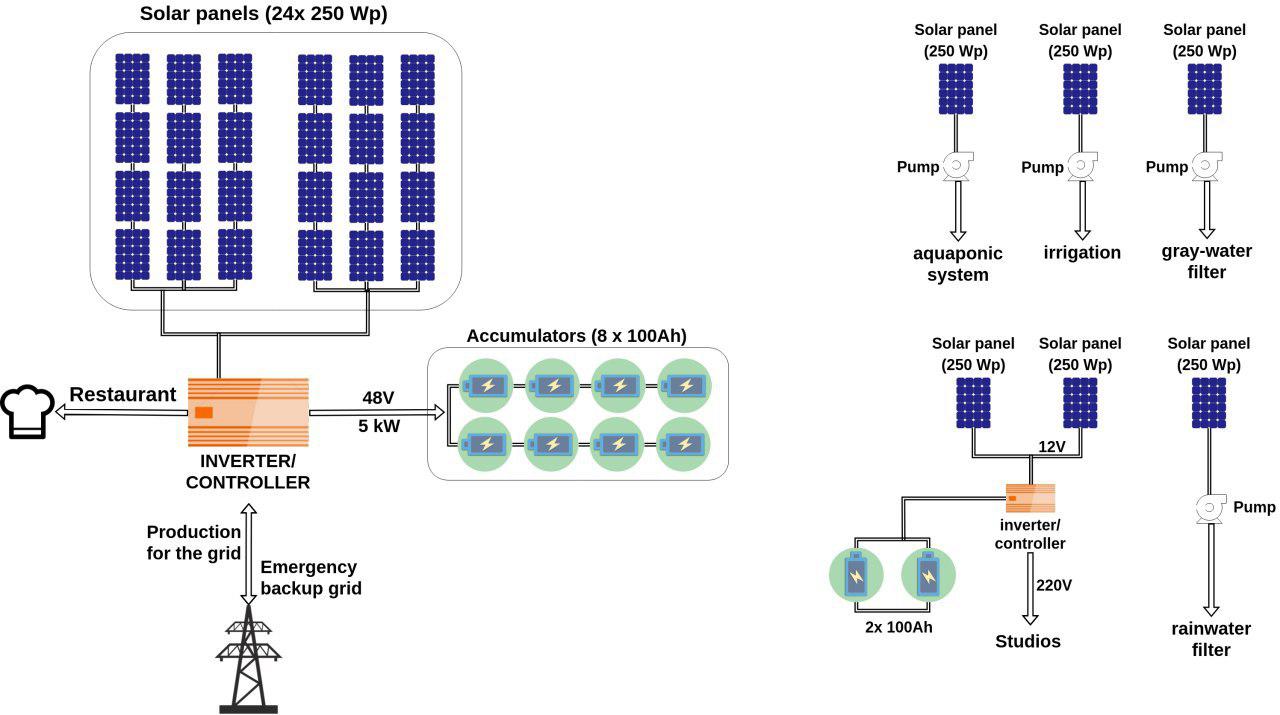 Solar panels (24x 250 Wp)
Restaurant
INVERTER/
CONTROLLER
48V
5 kW
Accumulators (8 x 100Ah)
Production
for the grid
Emergency
backup grid
Solar panel
(250 Wp)
Pump
aquaponic
system
Solar panel
(250 Wp)
Pump
irrigation
Solar panel
(250 Wp)
Pump
gray-water
filter
Solar panel
(250 Wp)
Solar panel
(250 Wp)
12V
inverter/
controller
2x 100Ah
220V
Studios
Solar panel
(250 Wp)
Pump
rainwater
filter